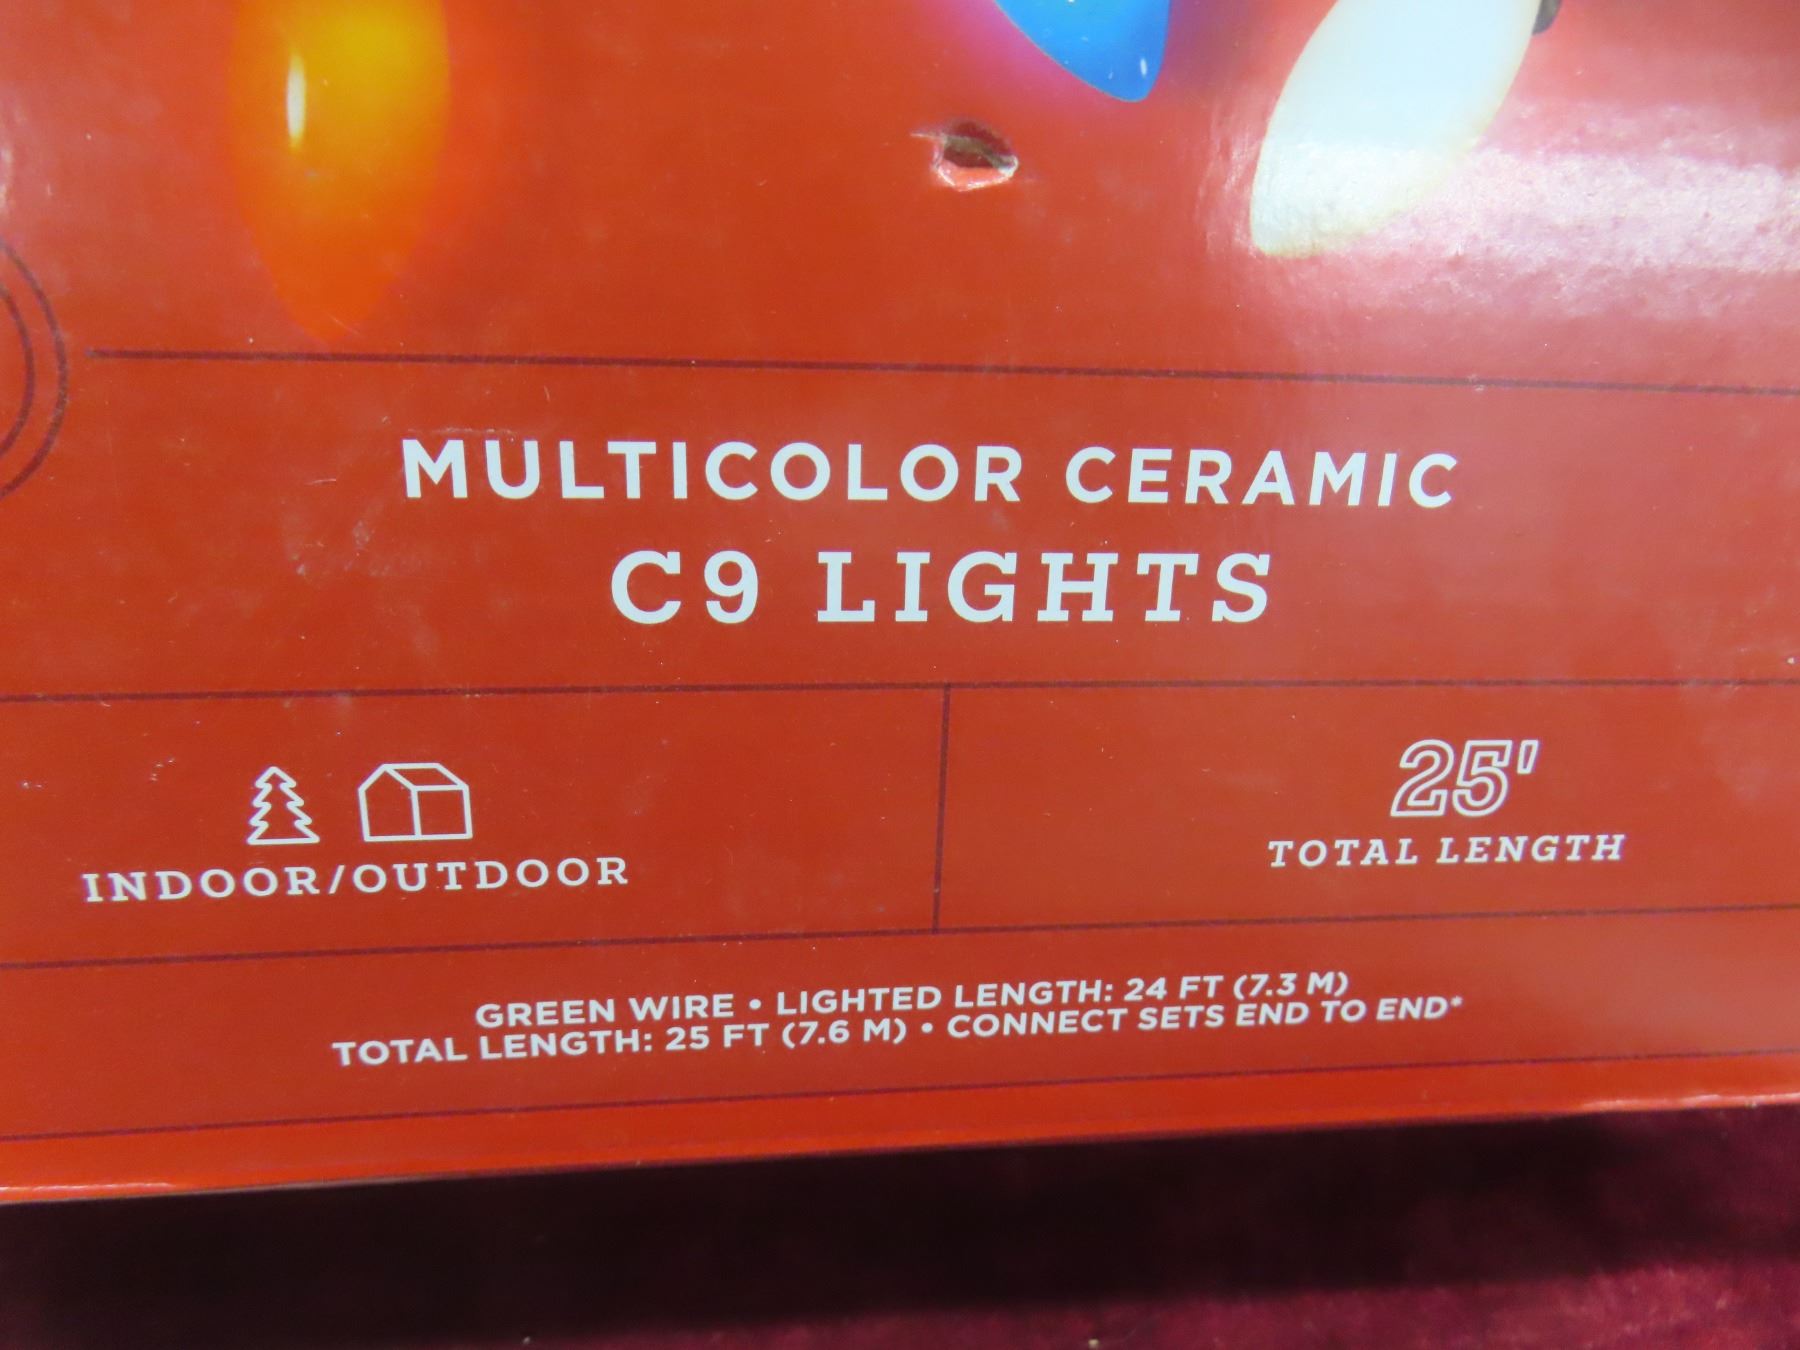 MULTICOLOR CERAMIC
C9 LIGHTS
INDOOR/OUTDOOR
25'
TOTAL LENGTH
GREEN WIRE • LIGHTED LENGTH: 24 FT (7.3 M)
TOTAL LENGTH: 25 FT (7.6 M) • CONNECT SETS END TO END*